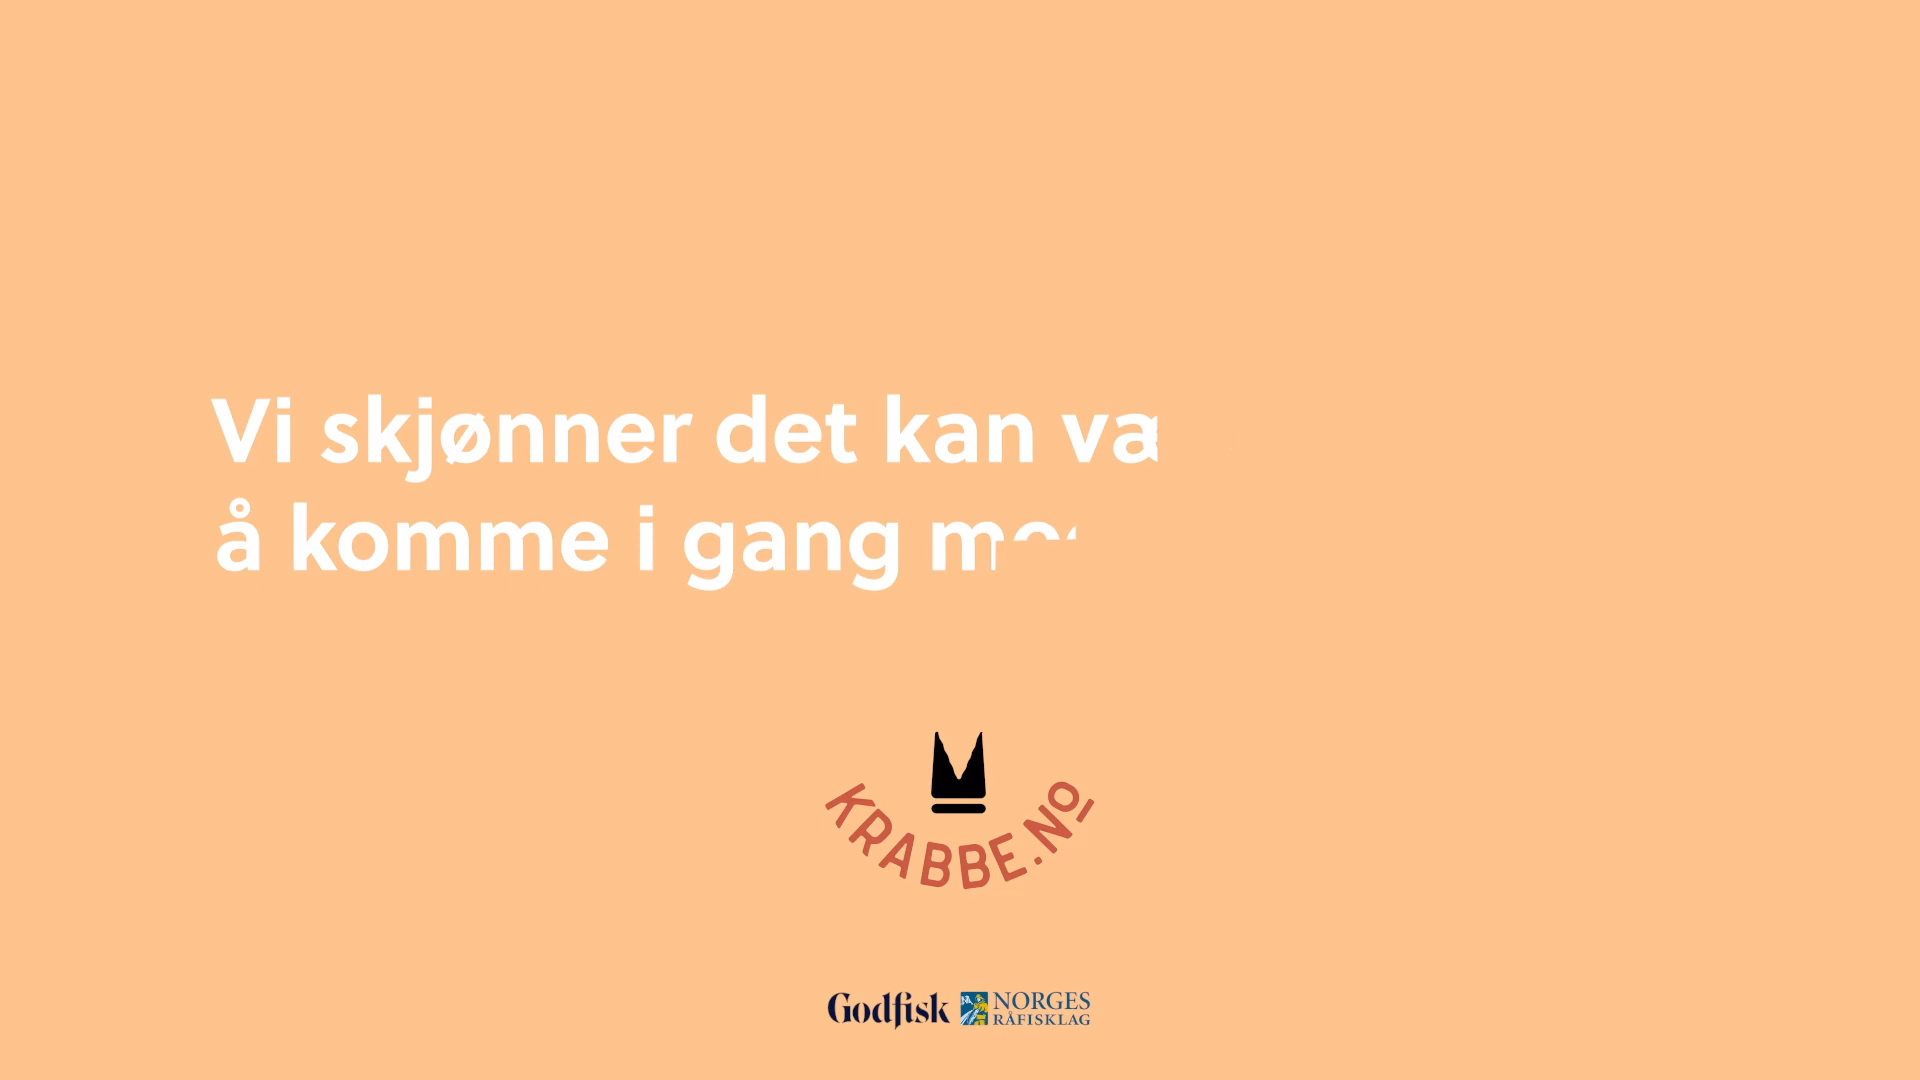 Vi skjønner det kan
å komme i gang
KRABBE.NO
Godfisk NORGES
RÅFISKLAG